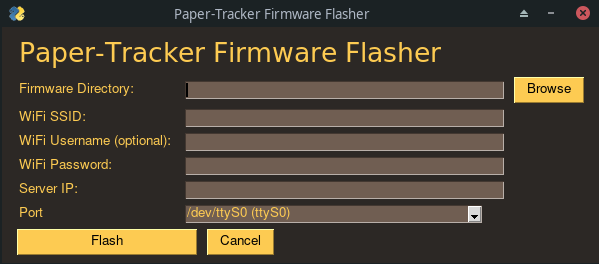 Paper-Tracker Firmware Flasher
Paper-Tracker Firmware Flasher
Firmware Directory:
Browse
WiFi SSID:
WiFi Username (optional):
WiFi Password:
Server IP:
Port
/dev/ttyS0 (ttyS0)
Flash
Cancel